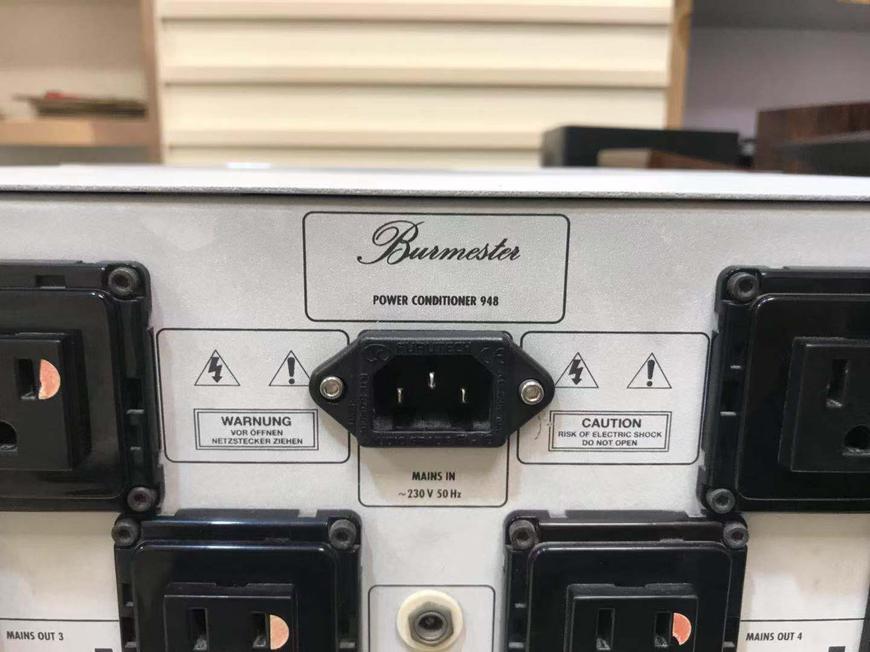 Burmester
POWER CONDITIONER 948
EUROTECH
WARNUNG
VOR ÖFFNEN
NETZSTECKER ZIEHEN
CAUTION
RISK OF ELECTRIC SHOCK
DO NOT OPEN
MAINS IN
~230 V 50 Hz
MAINS OUT 3
MAINS OUT 4